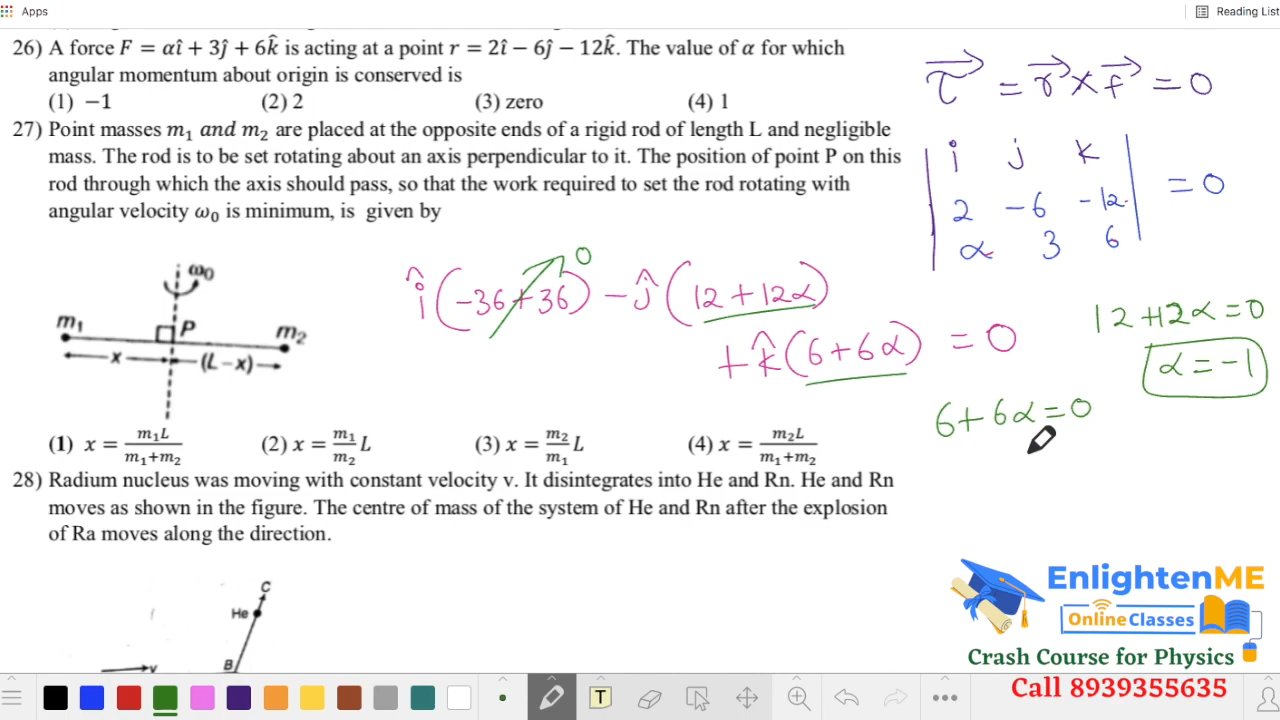 Apps
Reading List
26) A force F = αî + 3ĵ + 6k̂ is acting at a point r = 2î − 6ĵ − 12k̂. The value of α for which
angular momentum about origin is conserved is
(1) −1 (2) 2 (3) zero (4) 1
27) Point masses m₁ and m₂ are placed at the opposite ends of a rigid rod of length L and negligible
mass. The rod is to be set rotating about an axis perpendicular to it. The position of point P on this
rod through which the axis should pass, so that the work required to set the rod rotating with
angular velocity ω₀ is minimum, is given by
ω₀
m₁ P m₂
x (L−x)
(1) x = m₁L/m₁+m₂ (2) x = m₁/m₂ L (3) x = m₂/m₁ L (4) x = m₂L/m₁+m₂
28) Radium nucleus was moving with constant velocity v. It disintegrates into He and Rn. He and Rn
moves as shown in the figure. The centre of mass of the system of He and Rn after the explosion
of Ra moves along the direction.
C
He
B
v
τ⃗ = r⃗ × F⃗ = 0
i j k
2 −6 −12 = 0
α 3 6
î(−36+36) 0 − ĵ(12+12α)
+ k̂(6+6α) = 0
12+12α=0
α=−1
6+6α=0
EnlightenME
OnlineClasses
Crash Course for Physics
Call 8939355635
T